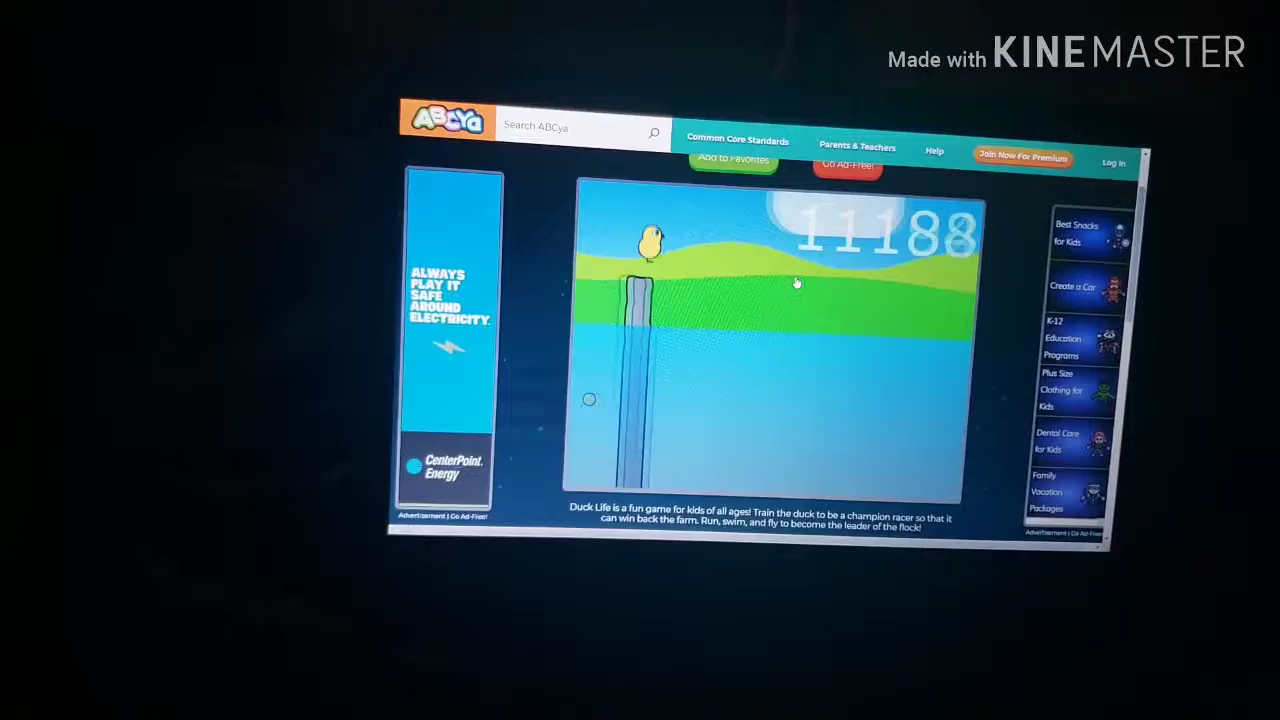 Made with KINEMASTER
ABCya
Search ABCya
Common Core Standards
Parents & Teachers
Help
Join Now For Premium
Log In
Add to Favorites
Go Ad-Free!
11188
ALWAYS
PLAY IT
SAFE
AROUND
ELECTRICITY.
CenterPoint.
Energy
Advertisement | Go Ad-Free!
Best Snacks
for Kids
Create a Car
K-12
Education
Programs
Plus Size
Clothing for
Kids
Dental Care
for Kids
Family
Vacation
Packages
Advertisement | Go Ad-Free
Duck Life is a fun game for kids of all ages! Train the duck to be a champion racer so that it
can win back the farm. Run, swim, and fly to become the leader of the flock!